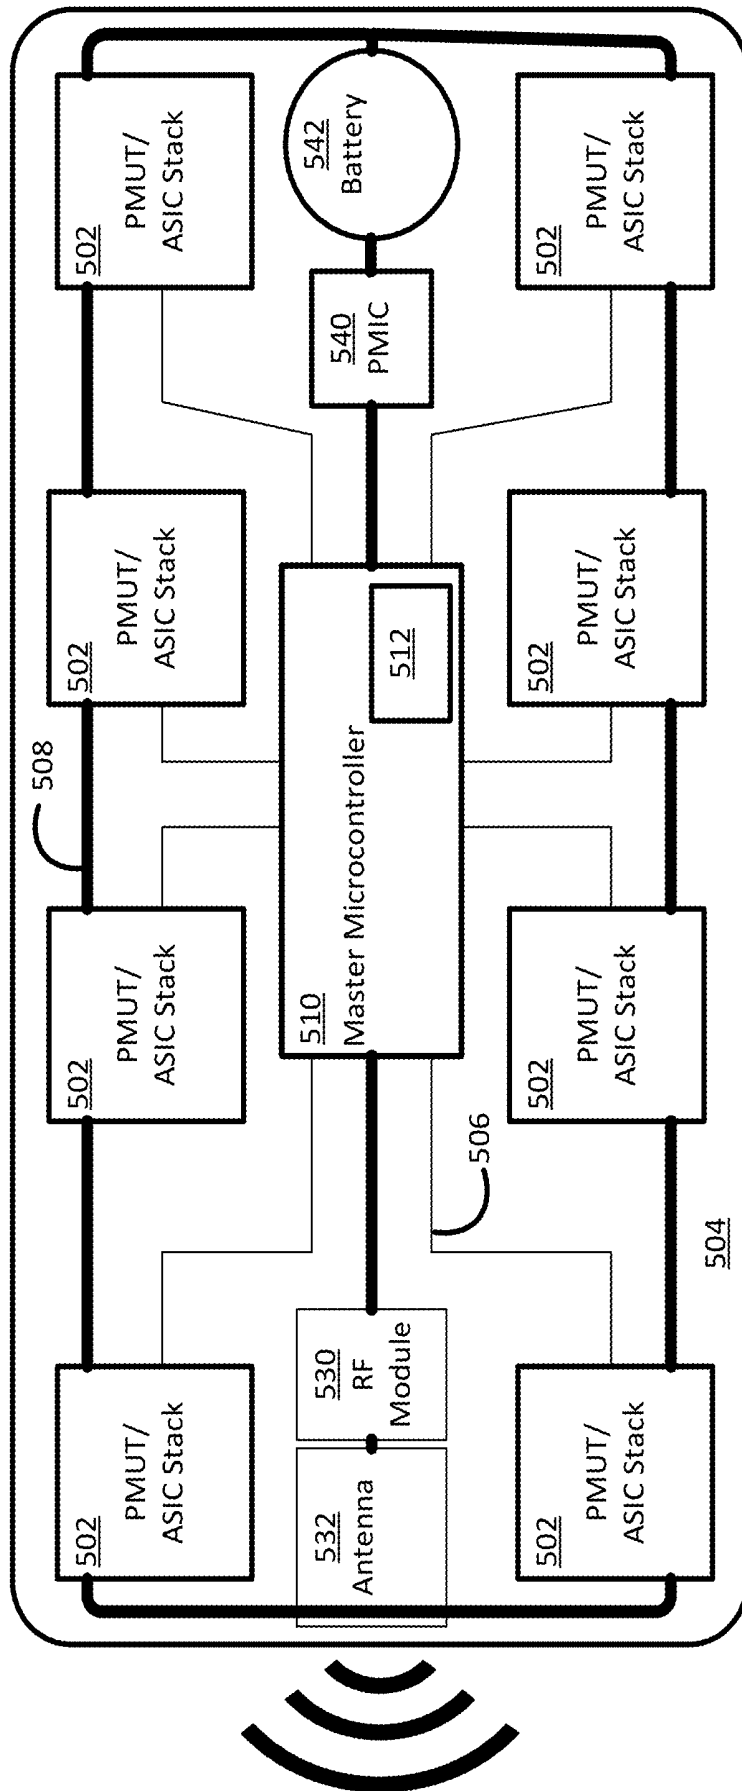 502
PMUT/
ASIC Stack
502
PMUT/
ASIC Stack
508
502
PMUT/
ASIC Stack
502
PMUT/
ASIC Stack
532
Antenna
530
RF
Module
510
Master Microcontroller
512
540
PMIC
542
Battery
506
502
PMUT/
ASIC Stack
502
PMUT/
ASIC Stack
502
PMUT/
ASIC Stack
502
PMUT/
ASIC Stack
504